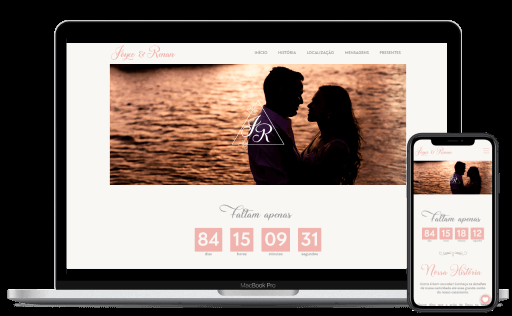 Joyce & Renan
INÍCIO HISTÓRIA LOCALIZAÇÃO MENSAGENS PRESENTES
JR
Faltam apenas
84 15 09 31
dias horas minutos segundos
MacBook Pro
Joyce & Renan
Faltam apenas
84 15 18 12
Nossa História